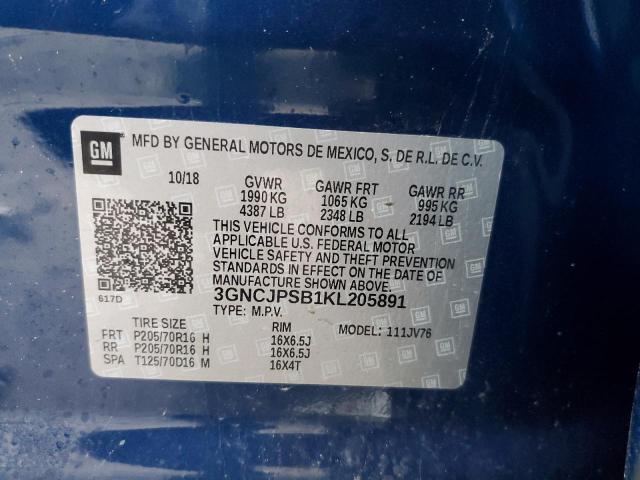 GM MFD BY GENERAL MOTORS DE MEXICO, S. DE R.L. DE C.V.
10/18 GVWR GAWR FRT GAWR RR
1990 KG 1065 KG 995 KG
4387 LB 2348 LB 2194 LB
THIS VEHICLE CONFORMS TO ALL
APPLICABLE U.S. FEDERAL MOTOR
VEHICLE SAFETY AND THEFT PREVENTION
STANDARDS IN EFFECT ON THE DATE OF
MANUFACTURE SHOWN ABOVE.
617D 3GNCJPSB1KL205891
TYPE: M.P.V.
TIRE SIZE RIM MODEL: 111JV76
FRT P205/70R16 H 16X6.5J
RR P205/70R16 H 16X6.5J
SPA T125/70D16 M 16X4T